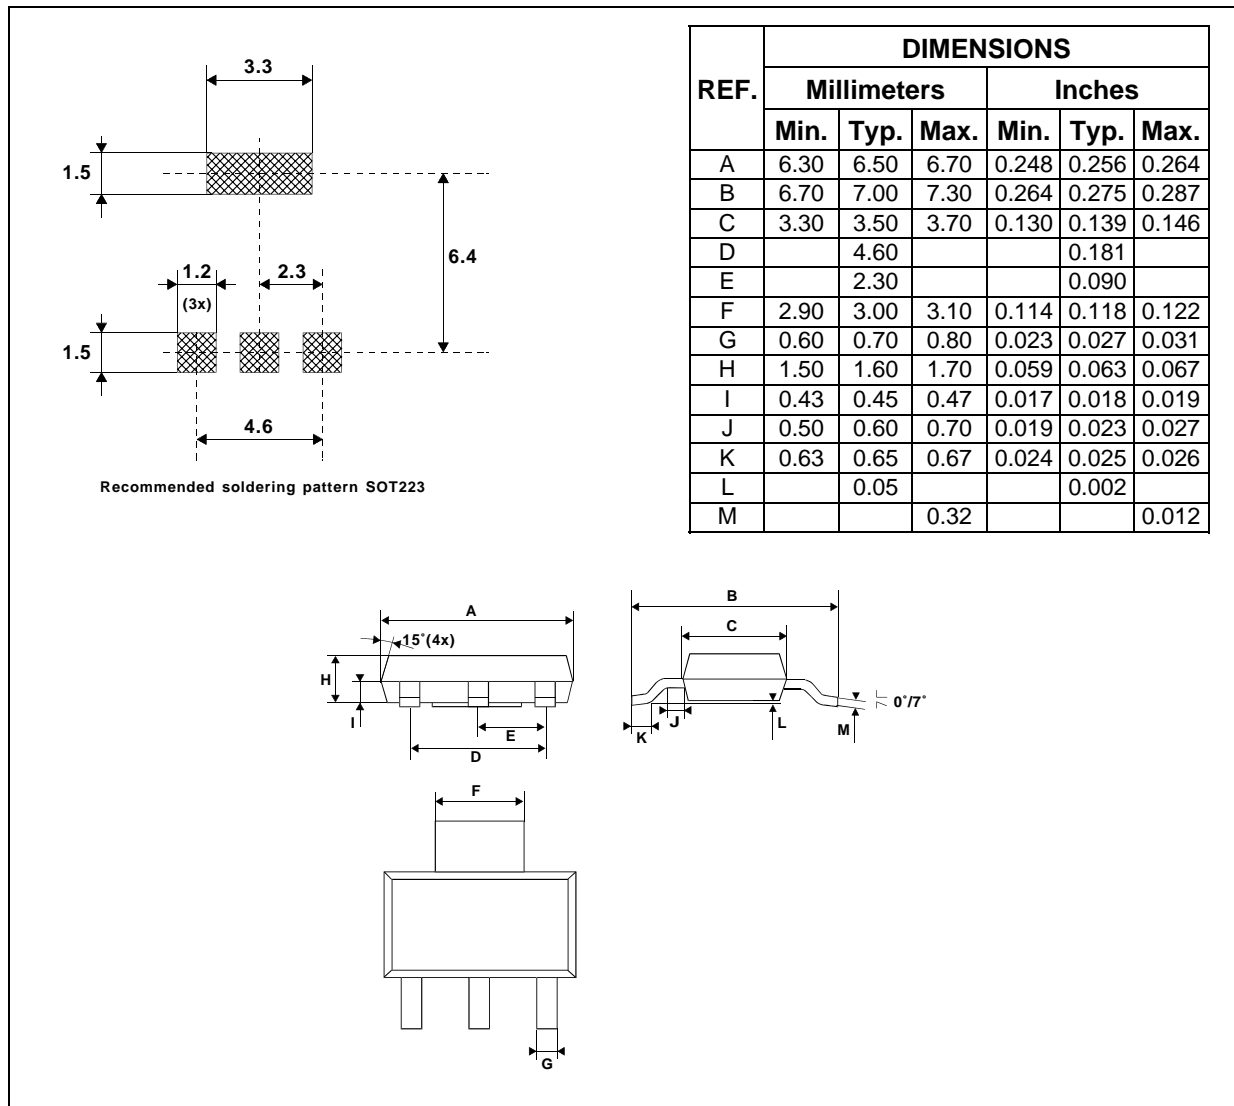 3.3
1.5
6.4
1.2
(3x)
2.3
1.5
4.6
Recommended soldering pattern SOT223
REF. DIMENSIONS
Millimeters Inches
Min. Typ. Max. Min. Typ. Max.
A 6.30 6.50 6.70 0.248 0.256 0.264
B 6.70 7.00 7.30 0.264 0.275 0.287
C 3.30 3.50 3.70 0.130 0.139 0.146
D 4.60 0.181
E 2.30 0.090
F 2.90 3.00 3.10 0.114 0.118 0.122
G 0.60 0.70 0.80 0.023 0.027 0.031
H 1.50 1.60 1.70 0.059 0.063 0.067
I 0.43 0.45 0.47 0.017 0.018 0.019
J 0.50 0.60 0.70 0.019 0.023 0.027
K 0.63 0.65 0.67 0.024 0.025 0.026
L 0.05 0.002
M 0.32 0.012
A
15°(4x)
H
I
E
D
B
C
0°/7°
J
K
L
M
F
G